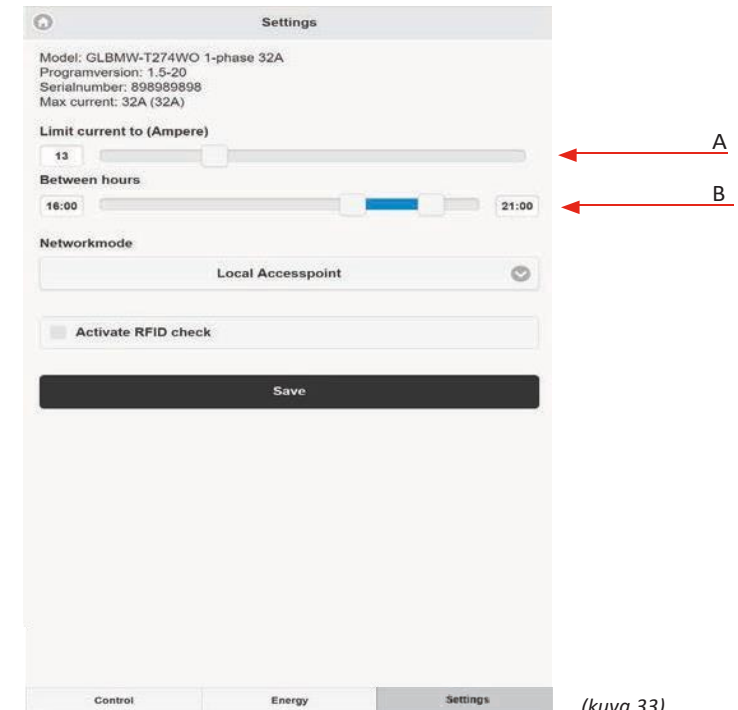 Settings
Model: GLBMW-T274WO 1-phase 32A
Programversion: 1.5-20
Serialnumber: 898989898
Max current: 32A (32A)
Limit current to (Ampere)
13
A
Between hours
16:00 21:00
B
Networkmode
Local Accesspoint
Activate RFID check
Save
Control Energy Settings
(kuva 33)